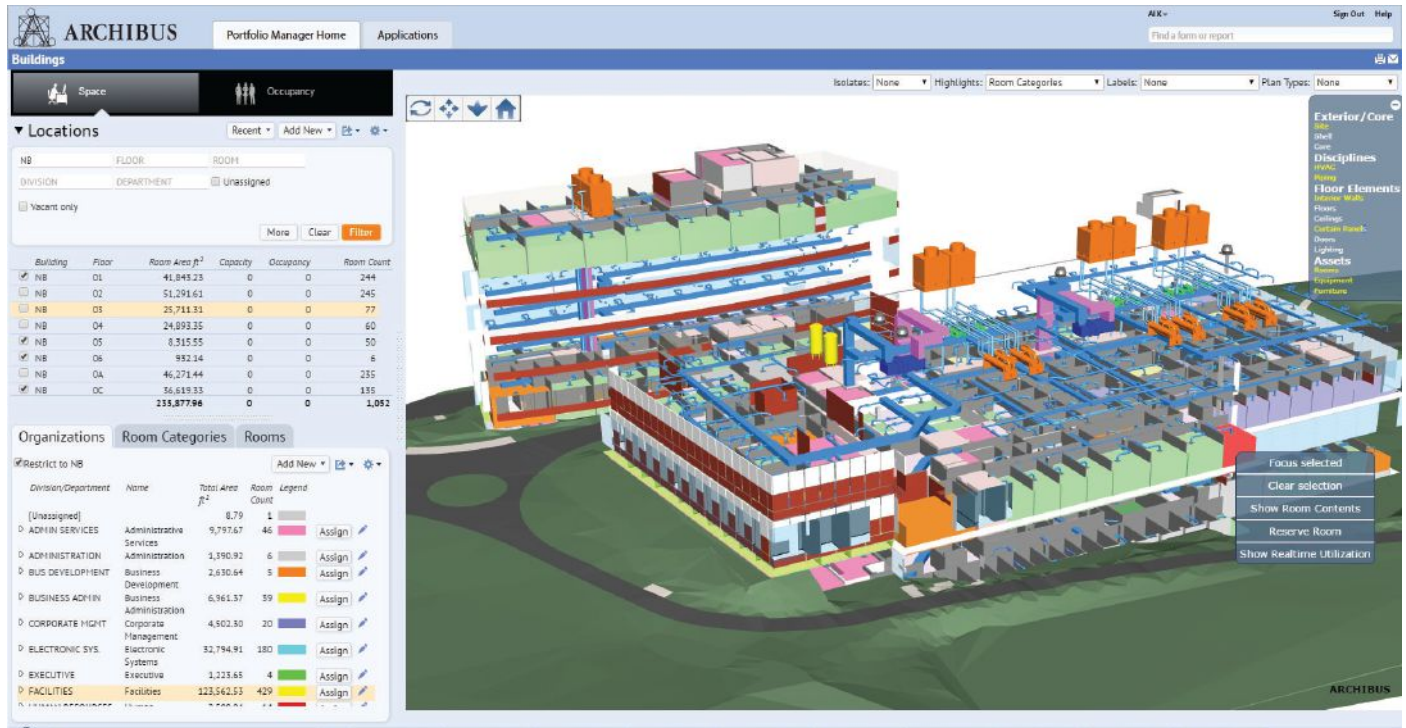 ARCHIBUS
Portfolio Manager Home
Applications
AIK
Sign Out Help
Find a form or report
Buildings
Space
Occupancy
Isolates: None Highlights: Room Categories Labels: None Plan Types: None
Locations
Recent Add New
NB FLOOR ROOM
DIVISION DEPARTMENT Unassigned
Vacant only
More Clear Filter
Building Floor Room Area ft² Capacity Occupancy Room Count
NB 01 41,843.23 0 0 244
NB 02 51,291.61 0 0 245
NB 03 25,711.31 0 0 77
NB 04 24,893.35 0 0 60
NB 05 8,315.55 0 0 50
NB 06 932.14 0 0 6
NB 0A 46,271.44 0 0 235
NB 0C 36,619.33 0 0 135
235,877.96 0 0 1,052
Organizations Room Categories Rooms
Restrict to NB Add New
Division/Department Name Total Area ft² Room Count Legend
(Unassigned) 8.79 1
ADMIN SERVICES Administrative Services 9,797.67 46 Assign
ADMINISTRATION Administration 1,390.92 6 Assign
BUS DEVELOPMENT Business Development 2,630.64 5 Assign
BUSINESS ADMIN Business Administration 6,961.37 39 Assign
CORPORATE MGMT Corporate Management 4,502.30 20 Assign
ELECTRONIC SYS. Electronic Systems 32,794.91 180 Assign
EXECUTIVE Executive 1,223.65 4 Assign
FACILITIES Facilities 123,562.53 429 Assign
Exterior/Core
Site
Shell
Core
Disciplines
HVAC
Piping
Floor Elements
Interior Walls
Floors
Ceilings
Curtain Panels
Doors
Lighting
Assets
Rooms
Equipment
Furniture
Focus selected
Clear selection
Show Room Contents
Reserve Room
Show Realtime Utilization
ARCHIBUS